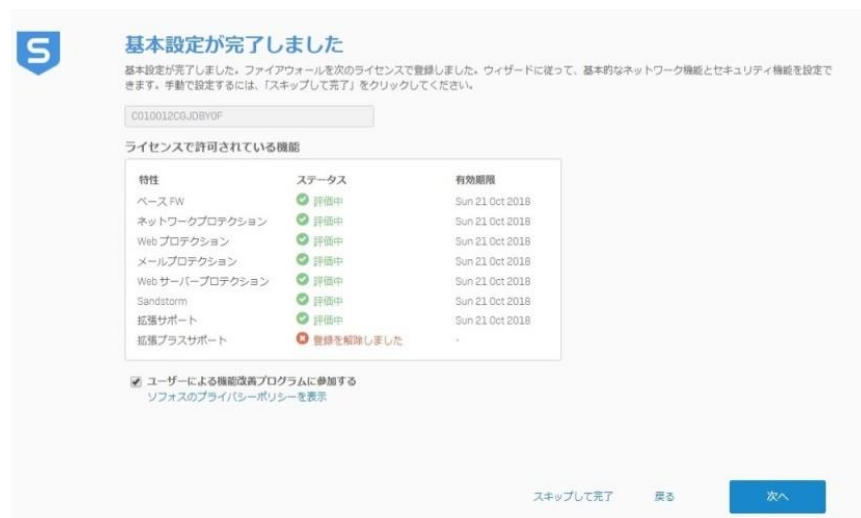 S
基本設定が完了しました
基本設定が完了しました。ファイアウォールを次のライセンスで登録しました。ウィザードに従って、基本的なネットワーク機能とセキュリティ機能を設定で
きます。手動で設定するには、「スキップして完了」をクリックしてください。
C010012CGJDBY0F
ライセンスで許可されている機能
特性 ステータス 有効期限
ベース FW 評価中 Sun 21 Oct 2018
ネットワークプロテクション 評価中 Sun 21 Oct 2018
Web プロテクション 評価中 Sun 21 Oct 2018
メールプロテクション 評価中 Sun 21 Oct 2018
Web サーバープロテクション 評価中 Sun 21 Oct 2018
Sandstorm 評価中 Sun 21 Oct 2018
拡張サポート 評価中 Sun 21 Oct 2018
拡張プラスサポート 登録を解除しました -
ユーザーによる機能改善プログラムに参加する
ソフォスのプライバシーポリシーを表示
スキップして完了 戻る 次へ